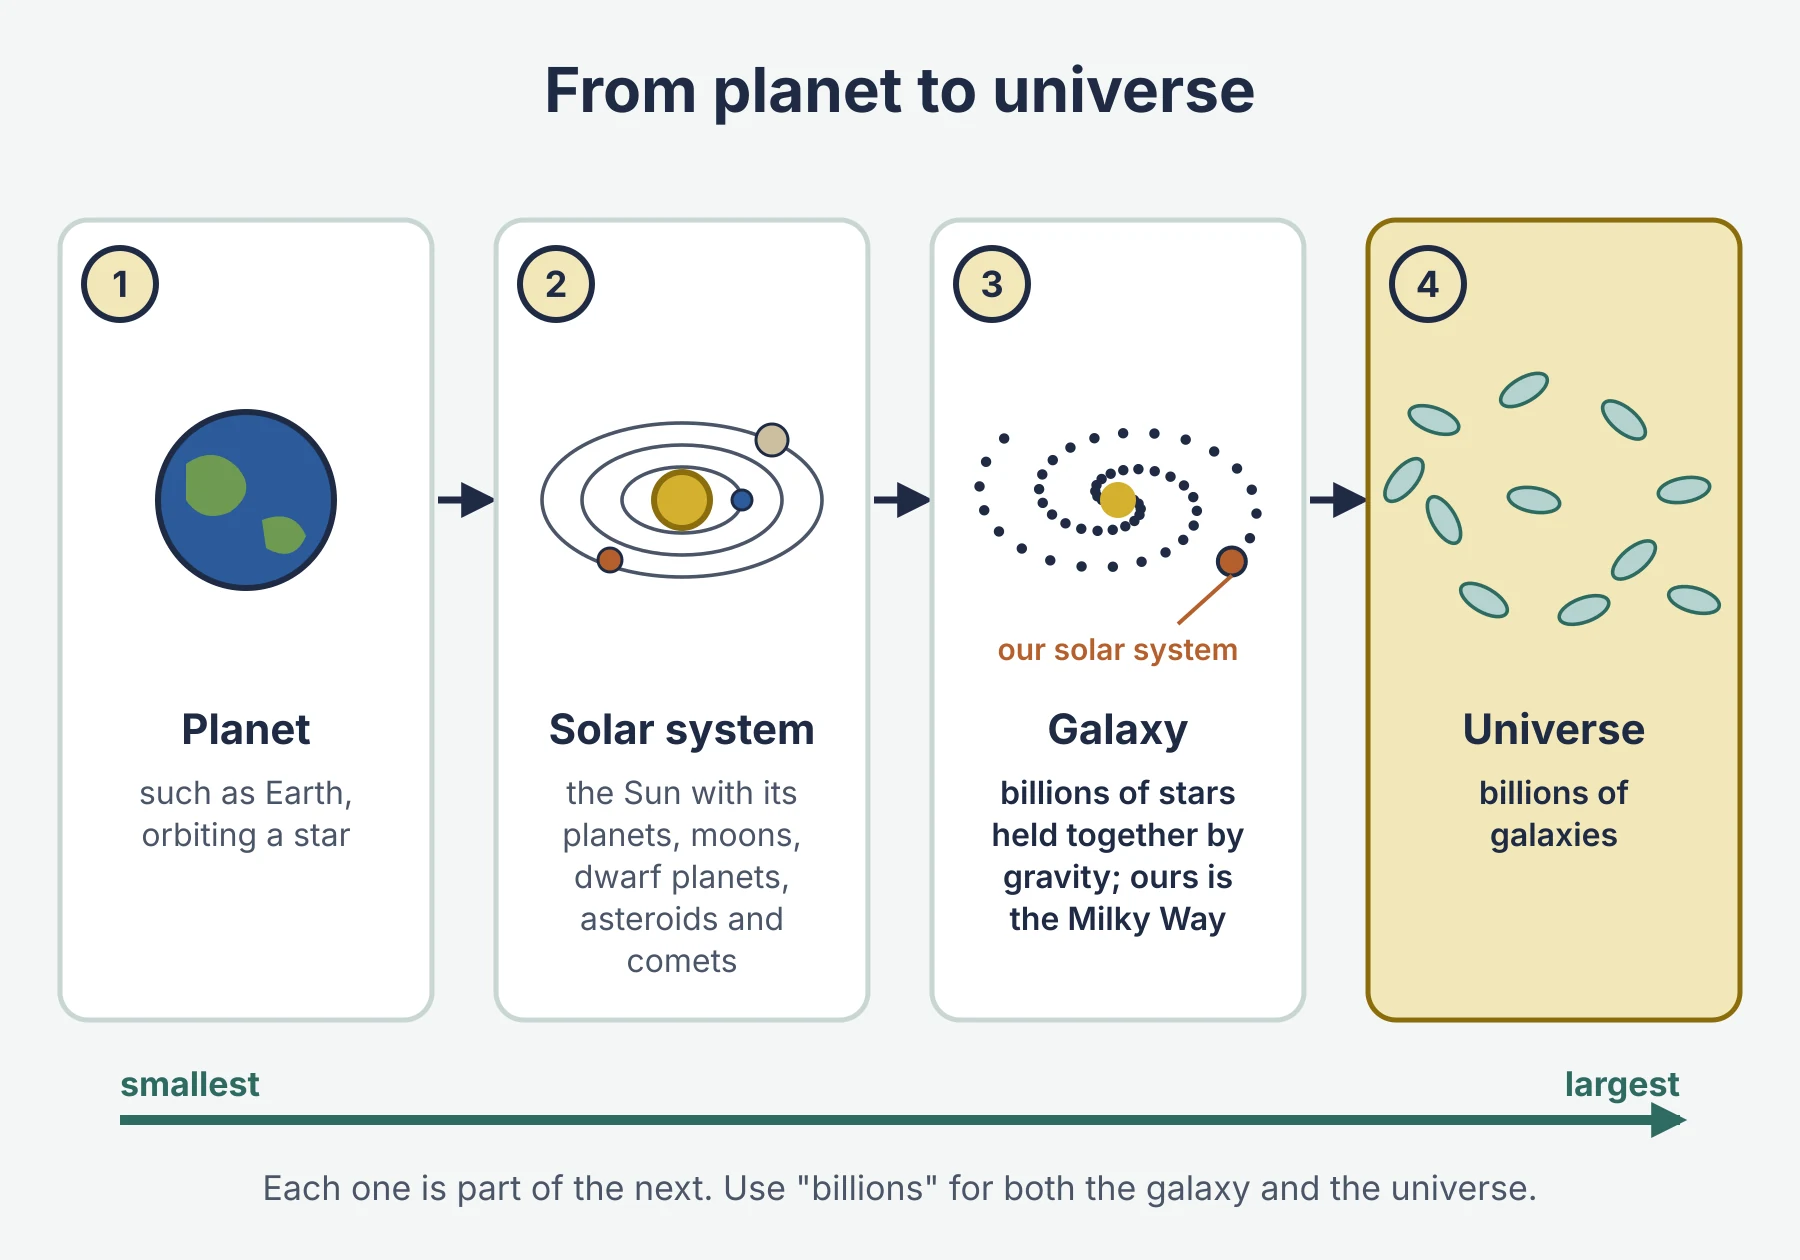 From planet to universe
1
2
3
4
our solar system
Planet
such as Earth,
orbiting a star
Solar system
the Sun with its
planets, moons,
dwarf planets,
asteroids and
comets
Galaxy
billions of stars
held together by
gravity; ours is
the Milky Way
Universe
billions of
galaxies
smallest
largest
Each one is part of the next. Use "billions" for both the galaxy and the universe.